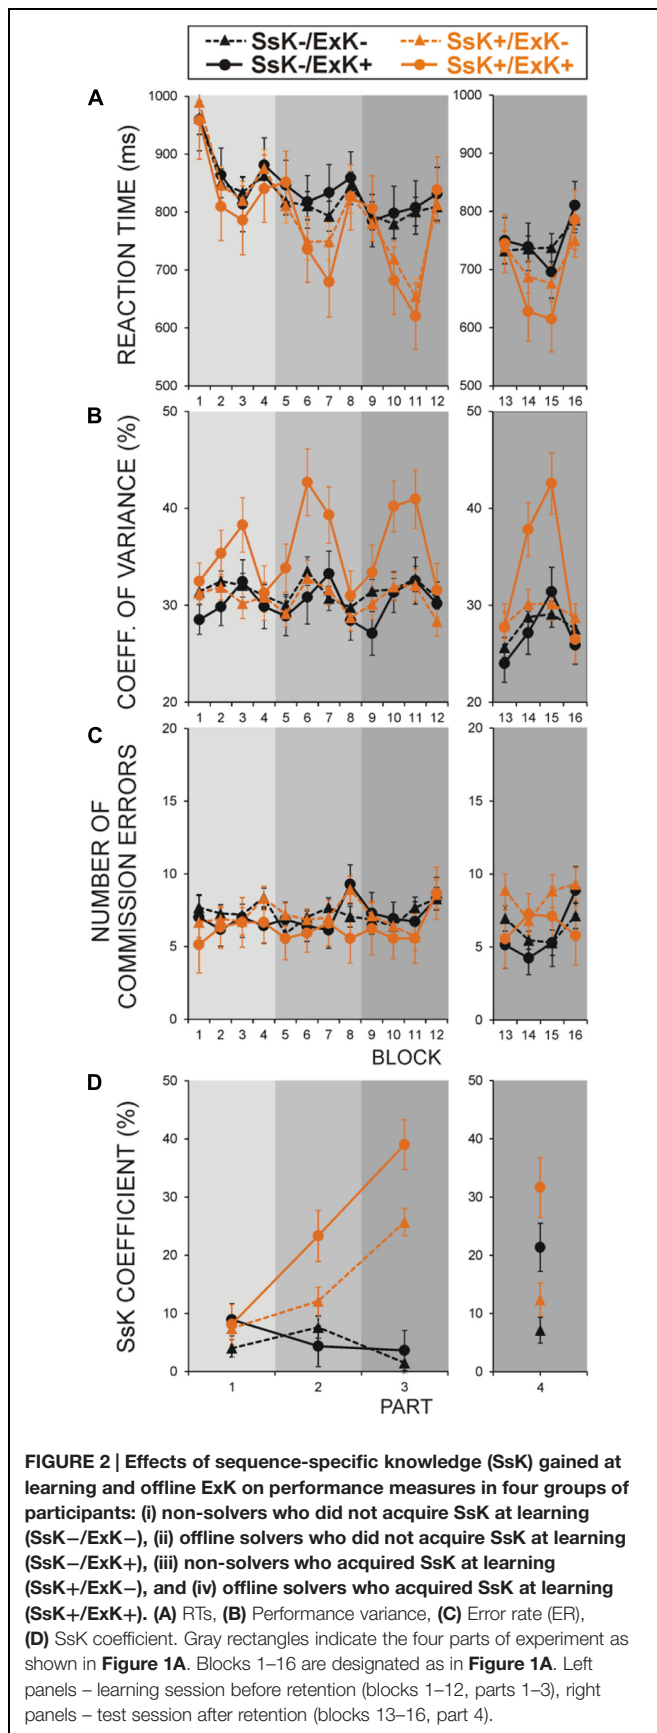 SsK-/ExK- SsK+/ExK-
SsK-/ExK+ SsK+/ExK+
A
REACTION TIME (ms)
1000
900
800
700
600
500
1 2 3 4 5 6 7 8 9 10 11 12
1000
900
800
700
600
500
13 14 15 16
B
COEFF. OF VARIANCE (%)
50
40
30
20
1 2 3 4 5 6 7 8 9 10 11 12
50
40
30
20
13 14 15 16
C
NUMBER OF
COMMISSION ERRORS
20
15
10
5
0
1 2 3 4 5 6 7 8 9 10 11 12
20
15
10
5
0
13 14 15 16
BLOCK
D
SsK COEFFICIENT (%)
50
40
30
20
10
0
1 2 3
50
40
30
20
10
0
4
PART
FIGURE 2 | Effects of sequence-specific knowledge (SsK) gained at
learning and offline ExK on performance measures in four groups of
participants: (i) non-solvers who did not acquire SsK at learning
(SsK−/ExK−), (ii) offline solvers who did not acquire SsK at learning
(SsK−/ExK+), (iii) non-solvers who acquired SsK at learning
(SsK+/ExK−), and (iv) offline solvers who acquired SsK at learning
(SsK+/ExK+). (A) RTs, (B) Performance variance, (C) Error rate (ER),
(D) SsK coefficient. Gray rectangles indicate the four parts of experiment as
shown in Figure 1A. Blocks 1–16 are designated as in Figure 1A. Left
panels – learning session before retention (blocks 1–12, parts 1–3), right
panels – test session after retention (blocks 13–16, part 4).